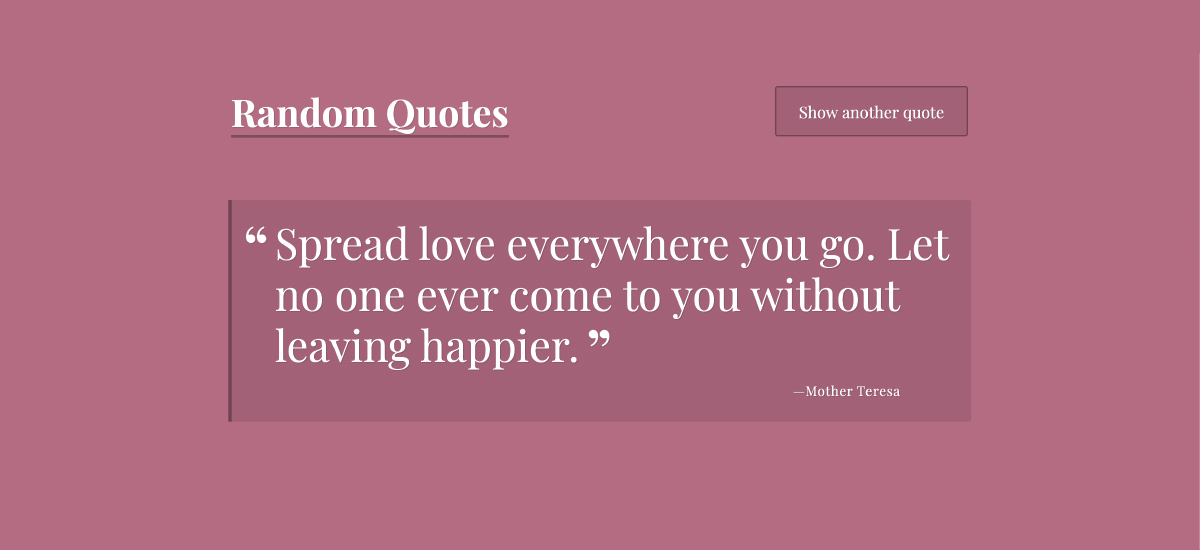 Random Quotes
Show another quote
“Spread love everywhere you go. Let
no one ever come to you without
leaving happier.”
—Mother Teresa